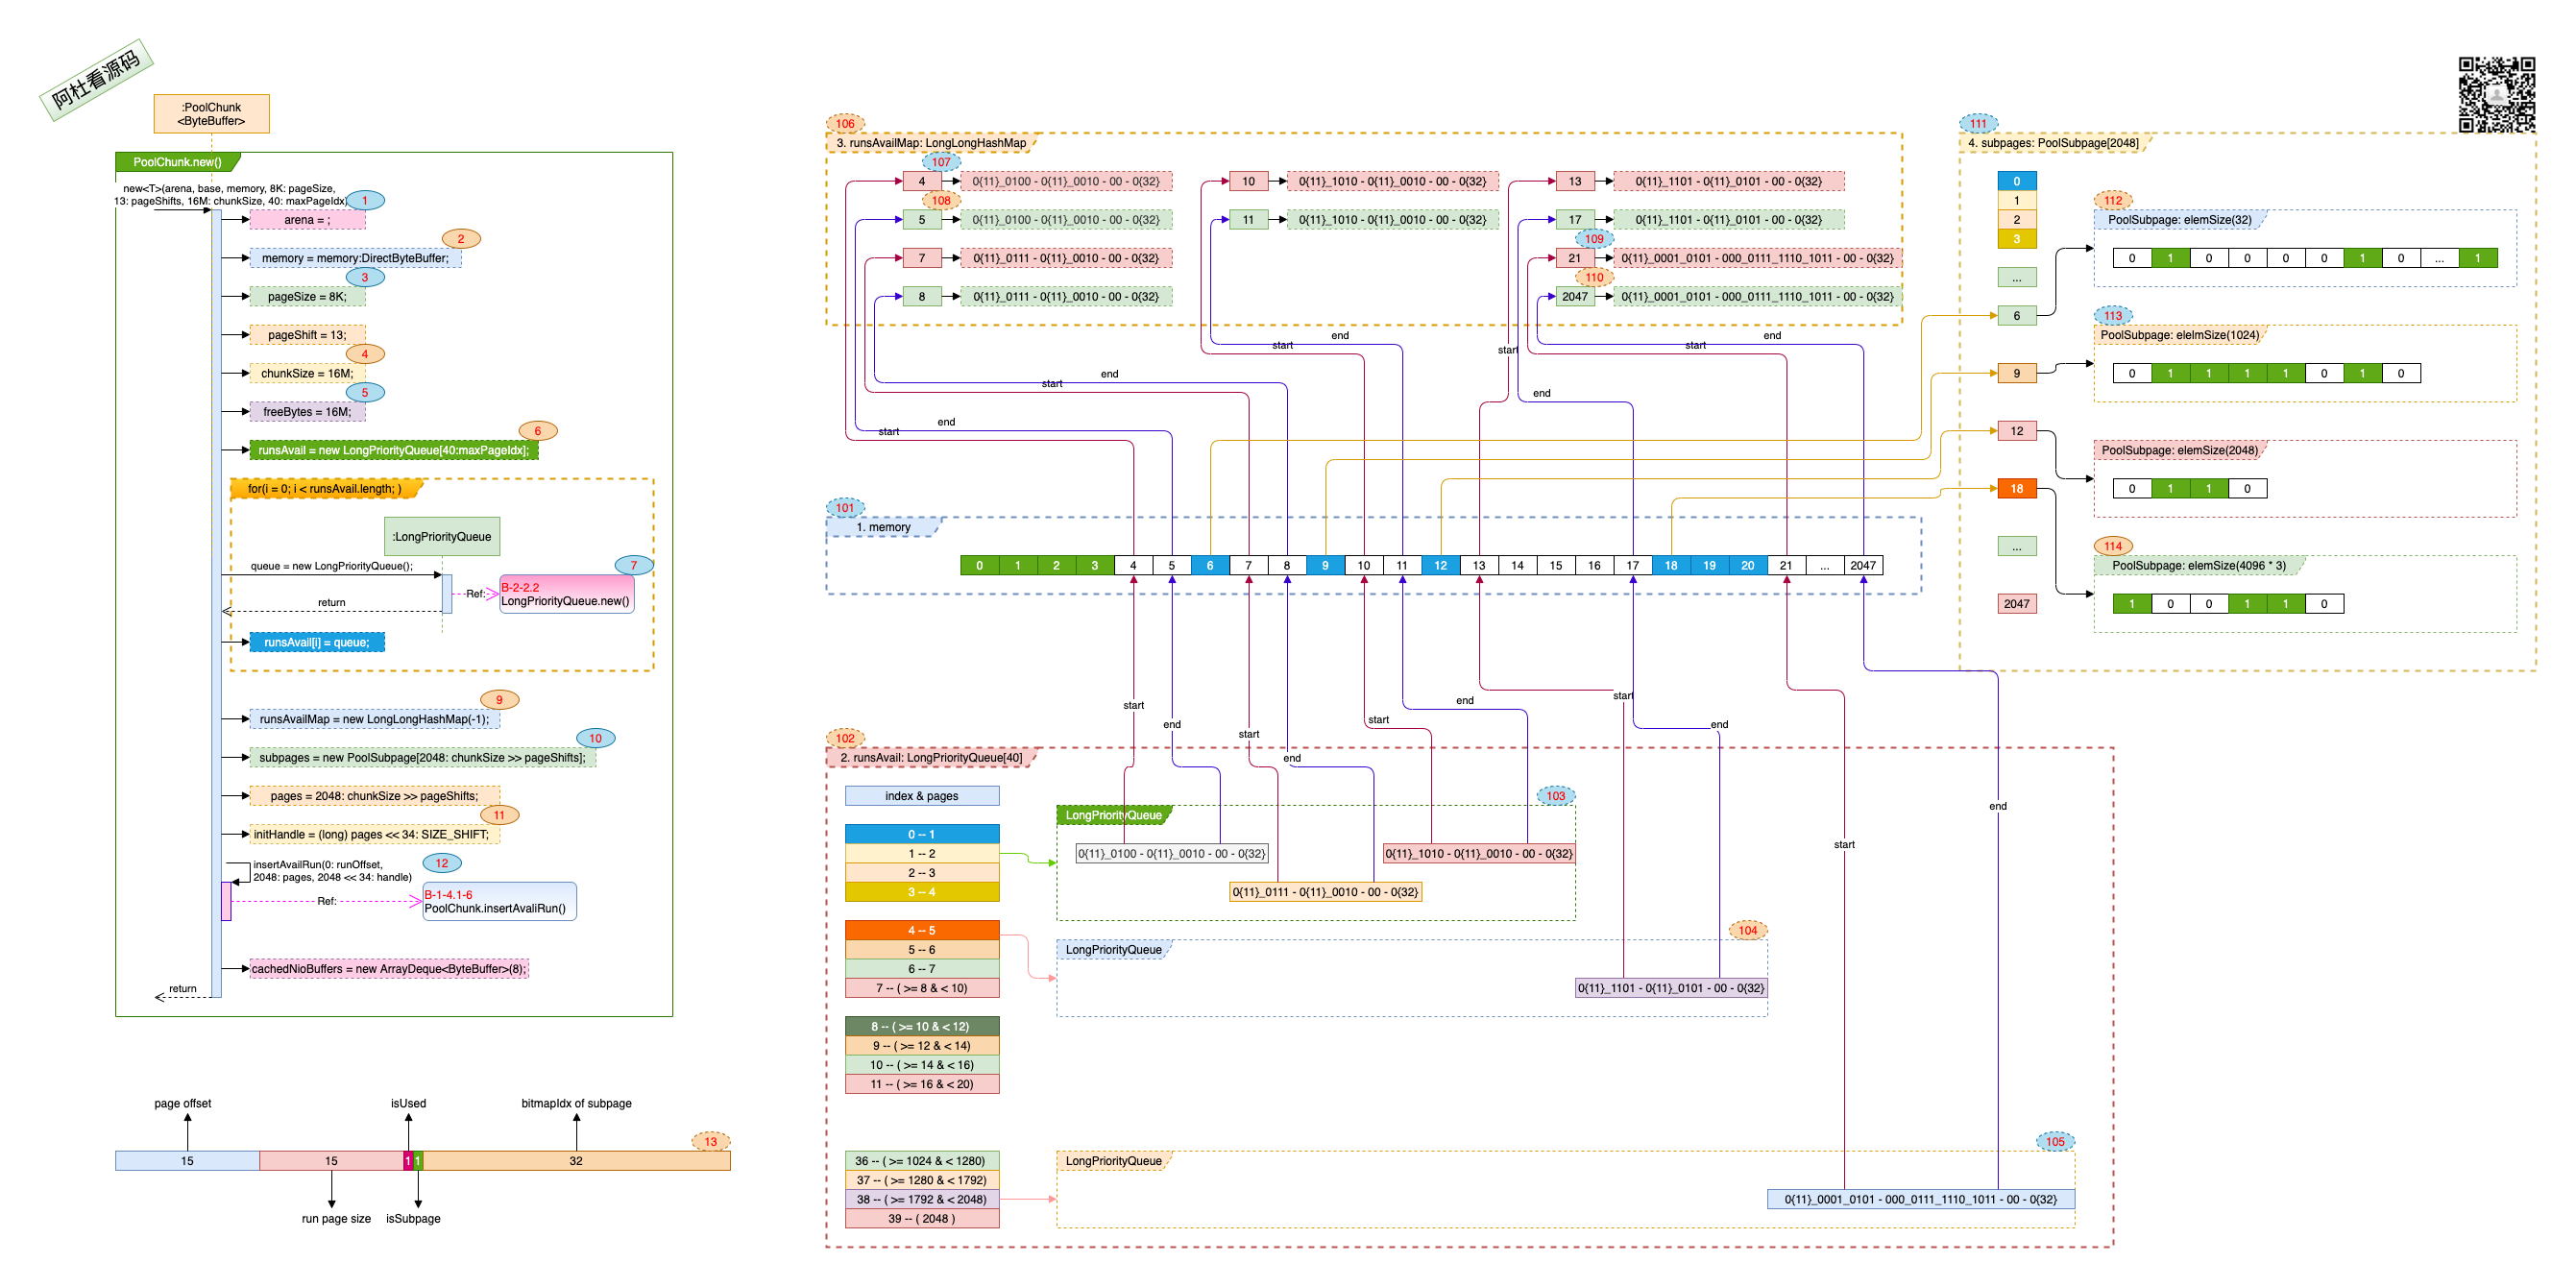 阿杜看源码
:PoolChunk
<ByteBuffer>
PoolChunk.new()
new<T>(arena, base, memory, 8K: pageSize,
13: pageShifts, 16M: chunkSize, 40: maxPageIdx)
1
arena = ;
2
memory = memory:DirectByteBuffer;
3
pageSize = 8K;
pageShift = 13;
4
chunkSize = 16M;
5
freeBytes = 16M;
6
runsAvail = new LongPriorityQueue[40:maxPageIdx];
for(i = 0; i < runsAvail.length; )
:LongPriorityQueue
7
queue = new LongPriorityQueue();
Ref:
B-2-2.2
LongPriorityQueue.new()
return
runsAvail[i] = queue;
9
runsAvailMap = new LongLongHashMap(-1);
10
subpages = new PoolSubpage[2048: chunkSize >> pageShifts];
pages = 2048: chunkSize >> pageShifts;
11
initHandle = (long) pages << 34: SIZE_SHIFT;
12
insertAvailRun(0: runOffset,
2048: pages, 2048 << 34: handle)
Ref:
B-1-4.1-6
PoolChunk.insertAvaliRun()
cachedNioBuffers = new ArrayDeque<ByteBuffer>(8);
return
page offset
isUsed
bitmapIdx of subpage
13
15
15
1
1
32
run page size
isSubpage
106
3. runsAvailMap: LongLongHashMap
107
4
0{11}_0100 - 0{11}_0010 - 00 - 0{32}
10
0{11}_1010 - 0{11}_0010 - 00 - 0{32}
13
0{11}_1101 - 0{11}_0101 - 00 - 0{32}
108
5
0{11}_0100 - 0{11}_0010 - 00 - 0{32}
11
0{11}_1010 - 0{11}_0010 - 00 - 0{32}
17
0{11}_1101 - 0{11}_0101 - 00 - 0{32}
109
7
0{11}_0111 - 0{11}_0010 - 00 - 0{32}
21
0{11}_0001_0101 - 000_0111_1110_1011 - 00 - 0{32}
110
8
0{11}_0111 - 0{11}_0010 - 00 - 0{32}
2047
0{11}_0001_0101 - 000_0111_1110_1011 - 00 - 0{32}
end
start
end
start
start
end
start
end
end
start
101
1. memory
0 1 2 3 4 5 6 7 8 9 10 11 12 13 14 15 16 17 18 19 20 21 ... 2047
start
end
start
end
start
end
start
end
start
end
102
2. runsAvail: LongPriorityQueue[40]
index & pages
0 -- 1
1 -- 2
2 -- 3
3 -- 4
4 -- 5
5 -- 6
6 -- 7
7 -- ( >= 8 & < 10)
8 -- ( >= 10 & < 12)
9 -- ( >= 12 & < 14)
10 -- ( >= 14 & < 16)
11 -- ( >= 16 & < 20)
36 -- ( >= 1024 & < 1280)
37 -- ( >= 1280 & < 1792)
38 -- ( >= 1792 & < 2048)
39 -- ( 2048 )
103
LongPriorityQueue
0{11}_0100 - 0{11}_0010 - 00 - 0{32}
0{11}_1010 - 0{11}_0010 - 00 - 0{32}
0{11}_0111 - 0{11}_0010 - 00 - 0{32}
104
LongPriorityQueue
0{11}_1101 - 0{11}_0101 - 00 - 0{32}
105
LongPriorityQueue
0{11}_0001_0101 - 000_0111_1110_1011 - 00 - 0{32}
111
4. subpages: PoolSubpage[2048]
0
1
2
3
...
6
9
12
18
...
2047
112
PoolSubpage: elemSize(32)
0 1 0 0 0 0 1 0 ... 1
113
PoolSubpage: elelmSize(1024)
0 1 1 1 1 0 1 0
PoolSubpage: elemSize(2048)
0 1 1 0
114
PoolSubpage: elemSize(4096 * 3)
1 0 0 1 1 0